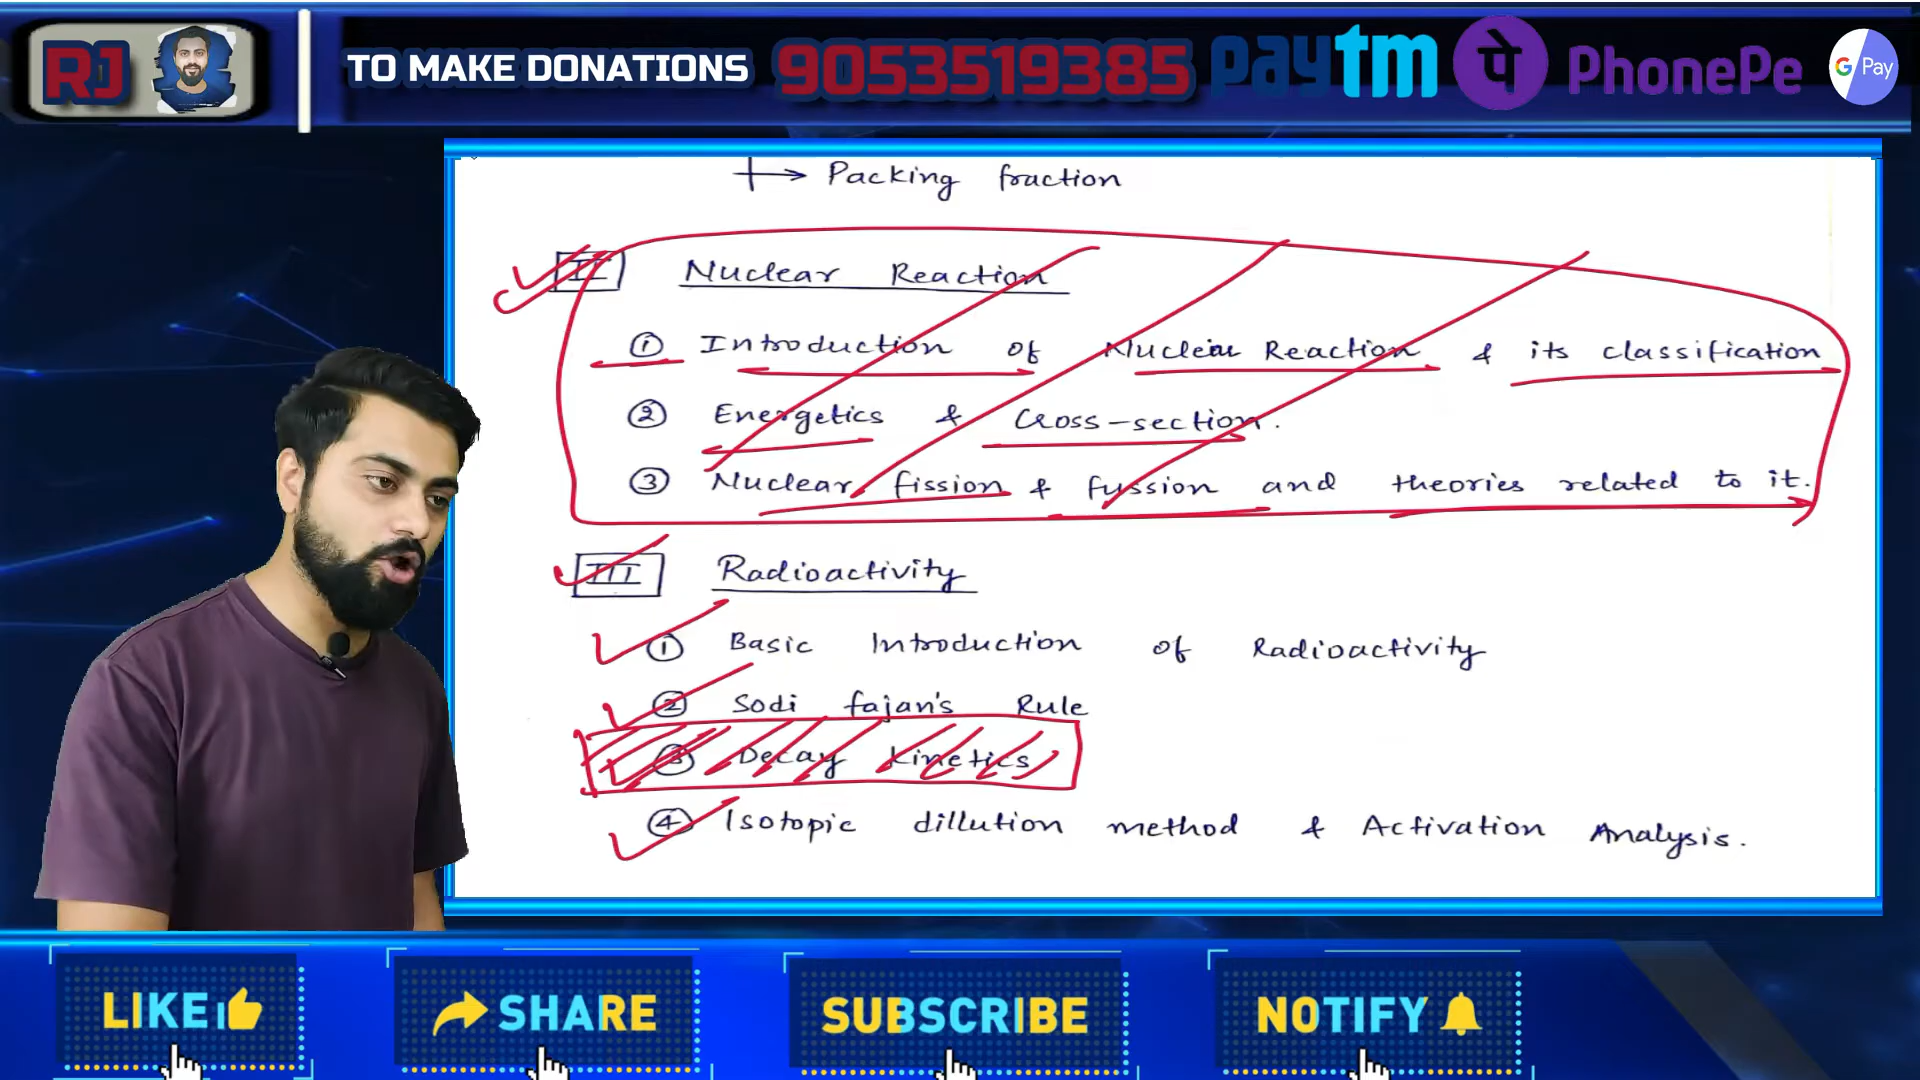 RJ
TO MAKE DONATIONS 9053519385 paytm पे PhonePe G Pay
Packing fraction
II Nuclear Reaction
① Introduction of Nuclear Reaction & its classification
② Energetics & Cross-section.
③ Nuclear fission & fussion and theories related to it.
III Radioactivity
① Basic Introduction of Radioactivity
② Sodi fajan's Rule
③ Decay kinetics
④ Isotopic dillution method & Activation Analysis.
LIKE SHARE SUBSCRIBE NOTIFY